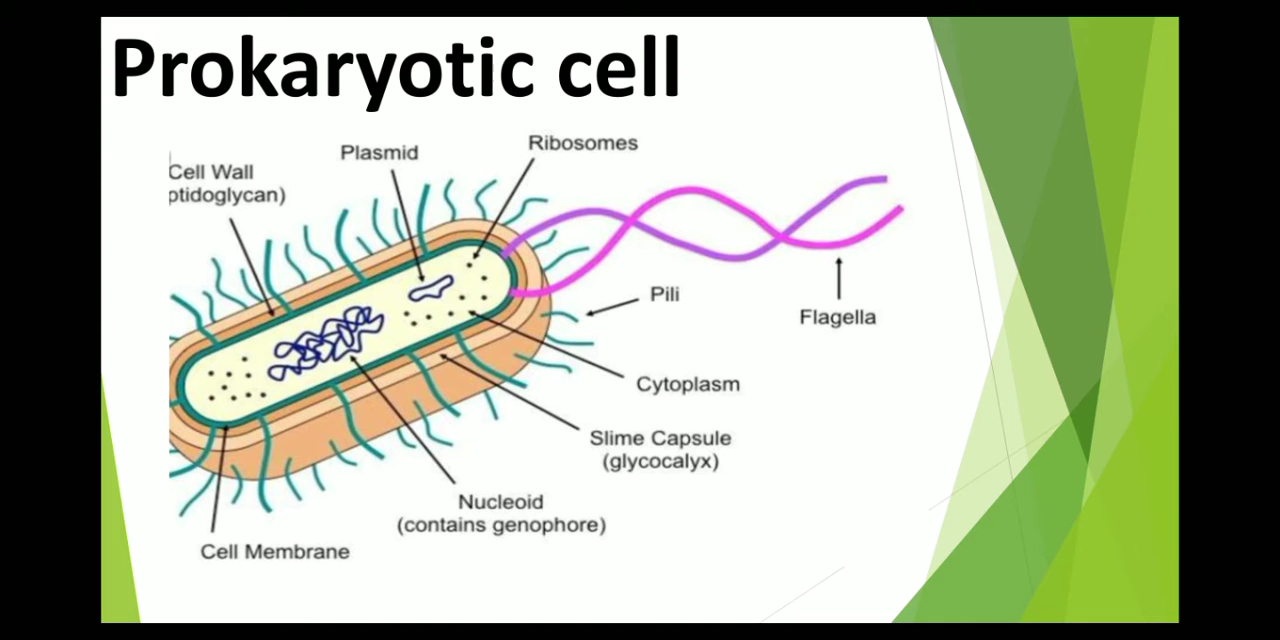 Prokaryotic cell
Ribosomes
Plasmid
Cell Wall
ptidoglycan)
Pili
Flagella
Cytoplasm
Slime Capsule
(glycocalyx)
Nucleoid
(contains genophore)
Cell Membrane